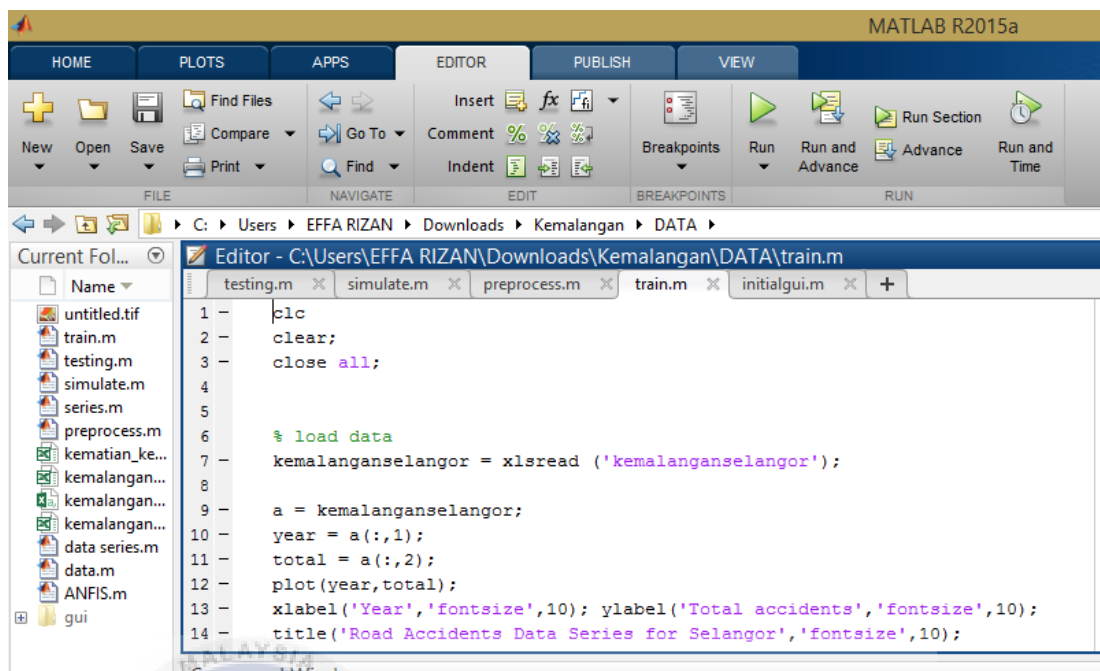 MATLAB R2015a
HOME PLOTS APPS EDITOR PUBLISH VIEW
New Open Save
Find Files
Compare
Print
FILE
Go To
Find
NAVIGATE
Insert fx
Comment
Indent
EDIT
Breakpoints
BREAKPOINTS
Run
Run and Advance
Run Section
Advance
Run and Time
RUN
C: Users EFFA RIZAN Downloads Kemalangan DATA
Current Fol...
Name
untitled.tif
train.m
testing.m
simulate.m
series.m
preprocess.m
kematian_ke...
kemalangan...
kemalangan...
kemalangan...
data series.m
data.m
ANFIS.m
gui
Editor - C:\Users\EFFA RIZAN\Downloads\Kemalangan\DATA\train.m
testing.m simulate.m preprocess.m train.m initialgui.m +
1 – clc
2 – clear;
3 – close all;
4
5
6 % load data
7 – kemalanganselangor = xlsread ('kemalanganselangor');
8
9 – a = kemalanganselangor;
10 – year = a(:,1);
11 – total = a(:,2);
12 – plot(year,total);
13 – xlabel('Year','fontsize',10); ylabel('Total accidents','fontsize',10);
14 – title('Road Accidents Data Series for Selangor','fontsize',10);